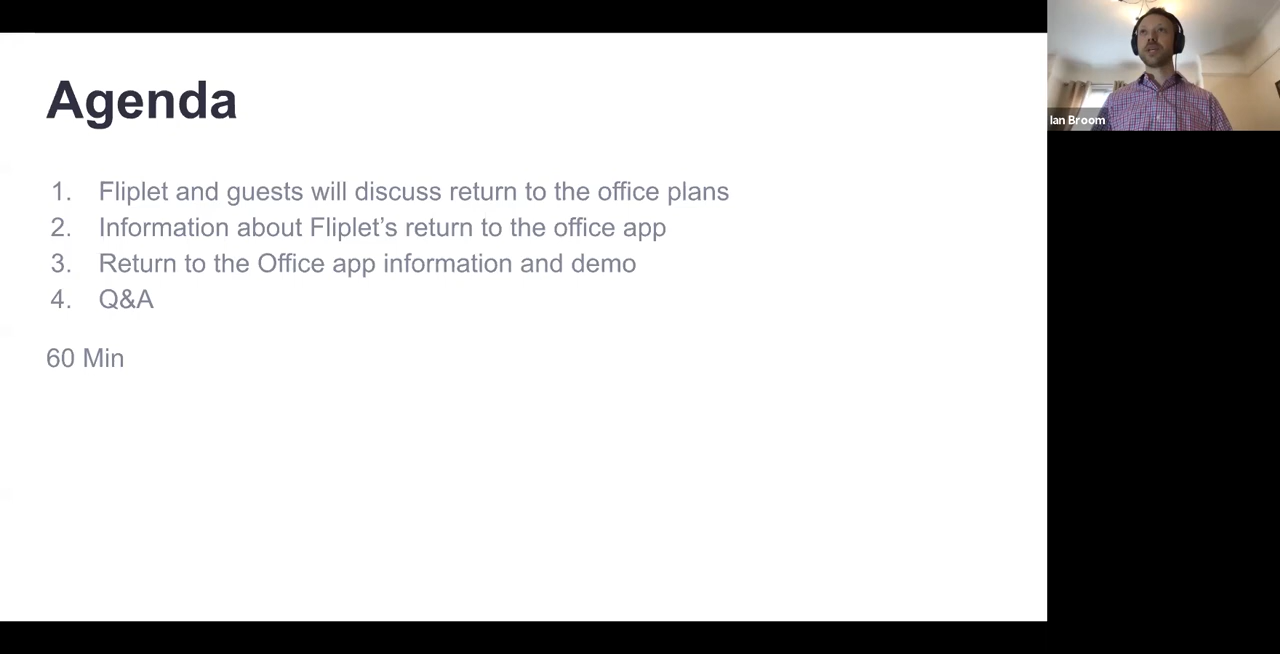 Agenda
1. Fliplet and guests will discuss return to the office plans
2. Information about Fliplet’s return to the office app
3. Return to the Office app information and demo
4. Q&A
60 Min
Ian Broom